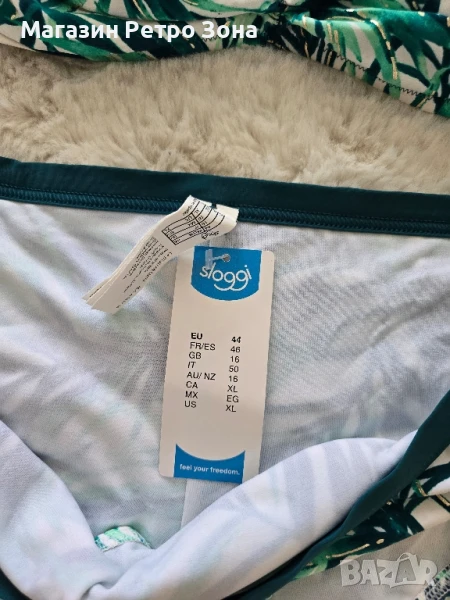 Магазин Ретро Зона
sloggi
EU 44
FR/ES 46
GB 16
IT 50
AU/ NZ 16
CA XL
MX EG
US XL
feel your freedom.
BAZAR